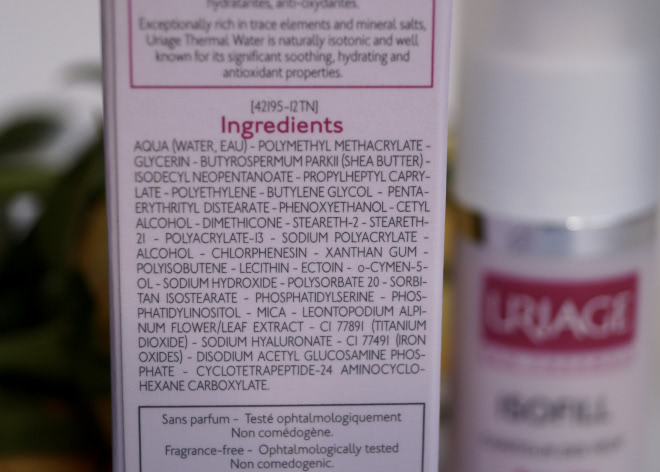 hydratantes, anti-oxydantes.
Exceptionally rich in trace elements and mineral salts,
Uriage Thermal Water is naturally isotonic and well
known for its significant soothing, hydrating and
antioxidant properties.
[42195-12TN]
Ingredients
AQUA (WATER, EAU) - POLYMETHYL METHACRYLATE -
GLYCERIN - BUTYROSPERMUM PARKII (SHEA BUTTER) -
ISODECYL NEOPENTANOATE - PROPYLHEPTYL CAPRY-
LATE - POLYETHYLENE - BUTYLENE GLYCOL - PENTA-
ERYTHRITYL DISTEARATE - PHENOXYETHANOL - CETYL
ALCOHOL - DIMETHICONE - STEARETH-2 - STEARETH-
21 - POLYACRYLATE-13 - SODIUM POLYACRYLATE -
ALCOHOL - CHLORPHENESIN - XANTHAN GUM -
POLYISOBUTENE - LECITHIN - ECTOIN - o-CYMEN-5-
OL - SODIUM HYDROXIDE - POLYSORBATE 20 - SORBI-
TAN ISOSTEARATE - PHOSPHATIDYLSERINE - PHOS-
PHATIDYLINOSITOL - MICA - LEONTOPODIUM ALPI-
NUM FLOWER/LEAF EXTRACT - CI 77891 (TITANIUM
DIOXIDE) - SODIUM HYALURONATE - CI 77491 (IRON
OXIDES) - DISODIUM ACETYL GLUCOSAMINE PHOS-
PHATE - CYCLOTETRAPEPTIDE-24 AMINOCYCLO-
HEXANE CARBOXYLATE.
Sans parfum - Testé ophtalmologiquement
Non comédogène.
Fragrance-free - Ophtalmologically tested
Non comedogenic.
URIAGE
ISOFILL